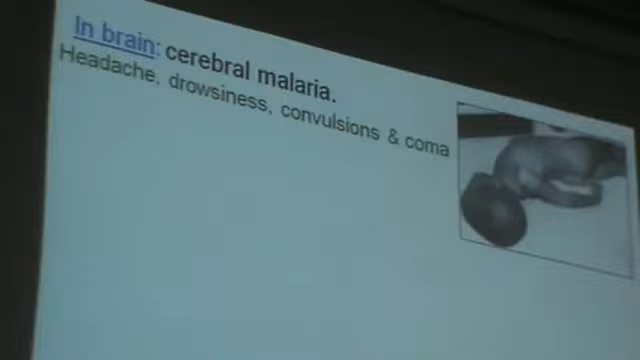 In brain: cerebral malaria.
Headache, drowsiness, convulsions & coma